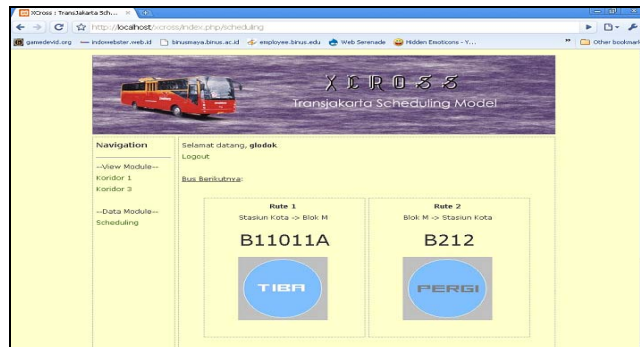 XCross : TransJakarta Sch...
http://localhost/xcross/index.php/scheduling
gamedevid.org
indowebster.web.id
binusmaya.binus.ac.id
employee.binus.edu
Web Serenade
Hidden Emoticons - Y...
Other bookmark
XCROSS
Transjakarta Scheduling Model
Navigation
--View Module--
Koridor 1
Koridor 3
--Data Module--
Scheduling
Selamat datang, glodok
Logout
Bus Berikutnya:
Rute 1
Stasiun Kota -> Blok M
B11011A
TIBA
Rute 2
Blok M -> Stasiun Kota
B212
PERGI